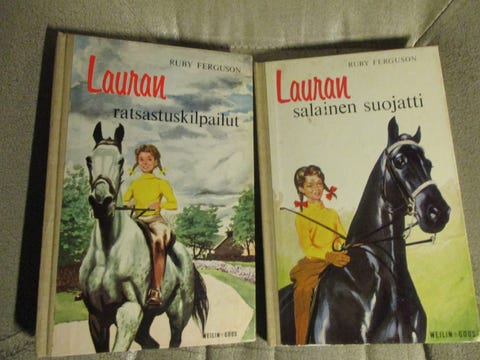 RUBY FERGUSON
Lauran
ratsastuskilpailut
WEILIN+GÖÖS
RUBY FERGUSON
Lauran
salainen suojatti
WEILIN+GÖÖS